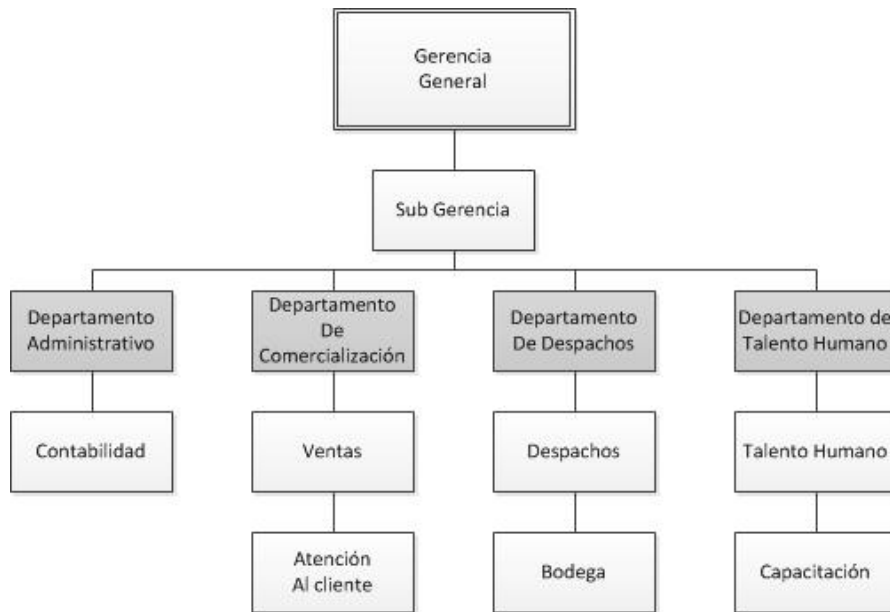 Gerencia
General
Sub Gerencia
Departamento
Administrativo
Departamento
De
Comercialización
Departamento
De Despachos
Departamento de
Talento Humano
Contabilidad
Ventas
Despachos
Talento Humano
Atención
Al cliente
Bodega
Capacitación